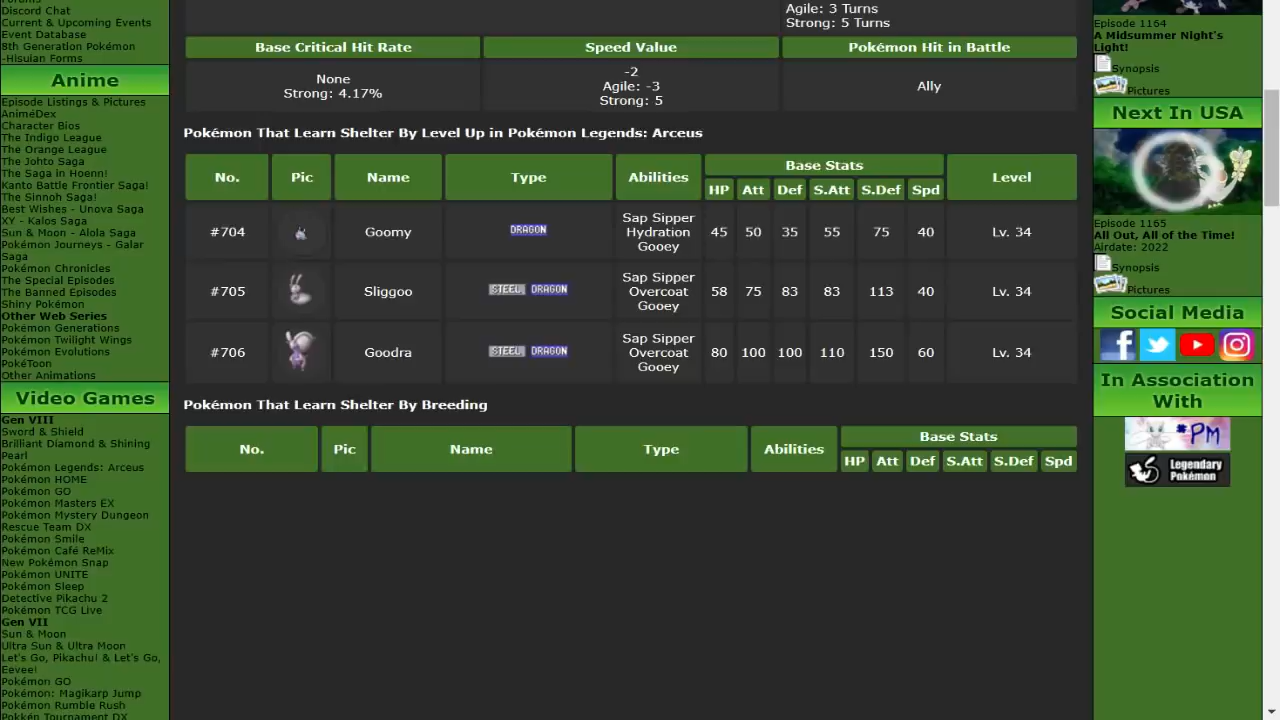 Forums
Discord Chat
Current & Upcoming Events
Event Database
8th Generation Pokémon
-Hisuian Forms
Anime
Episode Listings & Pictures
AniméDex
Character Bios
The Indigo League
The Orange League
The Johto Saga
The Saga in Hoenn!
Kanto Battle Frontier Saga!
The Sinnoh Saga!
Best Wishes - Unova Saga
XY - Kalos Saga
Sun & Moon - Alola Saga
Pokémon Journeys - Galar
Saga
Pokémon Chronicles
The Special Episodes
The Banned Episodes
Shiny Pokémon
Other Web Series
Pokémon Generations
Pokémon Twilight Wings
Pokémon Evolutions
PokéToon
Other Animations
Video Games
Gen VIII
Sword & Shield
Brilliant Diamond & Shining
Pearl
Pokémon Legends: Arceus
Pokémon HOME
Pokémon GO
Pokémon Masters EX
Pokémon Mystery Dungeon
Rescue Team DX
Pokémon Smile
Pokémon Café ReMix
New Pokémon Snap
Pokémon UNITE
Pokémon Sleep
Detective Pikachu 2
Pokémon TCG Live
Gen VII
Sun & Moon
Ultra Sun & Ultra Moon
Let's Go, Pikachu! & Let's Go,
Eevee!
Pokémon GO
Pokémon: Magikarp Jump
Pokémon Rumble Rush
Pokkén Tournament DX
Agile: 3 Turns
Strong: 5 Turns
Base Critical Hit Rate Speed Value Pokémon Hit in Battle
None
Strong: 4.17%
-2
Agile: -3
Strong: 5
Ally
Pokémon That Learn Shelter By Level Up in Pokémon Legends: Arceus
No. Pic Name Type Abilities Base Stats Level
HP Att Def S.Att S.Def Spd
#704 Goomy DRAGON Sap Sipper Hydration Gooey 45 50 35 55 75 40 Lv. 34
#705 Sliggoo STEEL DRAGON Sap Sipper Overcoat Gooey 58 75 83 83 113 40 Lv. 34
#706 Goodra STEEL DRAGON Sap Sipper Overcoat Gooey 80 100 100 110 150 60 Lv. 34
Pokémon That Learn Shelter By Breeding
No. Pic Name Type Abilities Base Stats
HP Att Def S.Att S.Def Spd
Episode 1164
A Midsummer Night's
Light!
Synopsis
Pictures
Next In USA
Episode 1165
All Out, All of the Time!
Airdate: 2022
Synopsis
Pictures
Social Media
In Association
With
#PM
Legendary
Pokémon